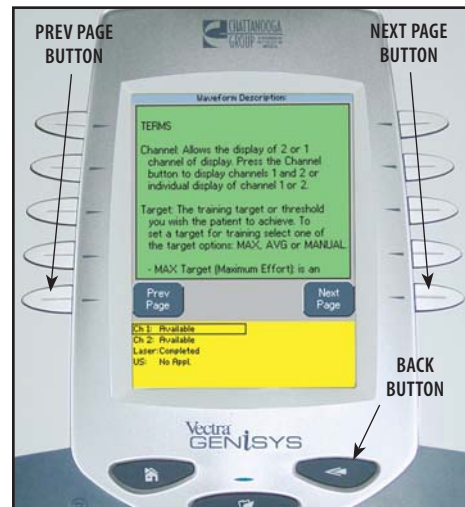 PREV PAGE
BUTTON
NEXT PAGE
BUTTON
CHATTANOOGA
GROUP
Waveform Description:
TERMS
Channel: Allows the display of 2 or 1
channel of display. Press the Channel
button to display channels 1 and 2 or
individual display of channel 1 or 2.
Target: The training target or threshold
you wish the patient to achieve. To
set a target for training select one of
the target options: MAX, AVG or MANUAL.
- MAX Target (Maximum Effort): is an
Prev
Page
Next
Page
Ch 1: Available
Ch 2: Available
Laser: Completed
US: No Appl.
BACK
BUTTON
Vectra
GENiSYS